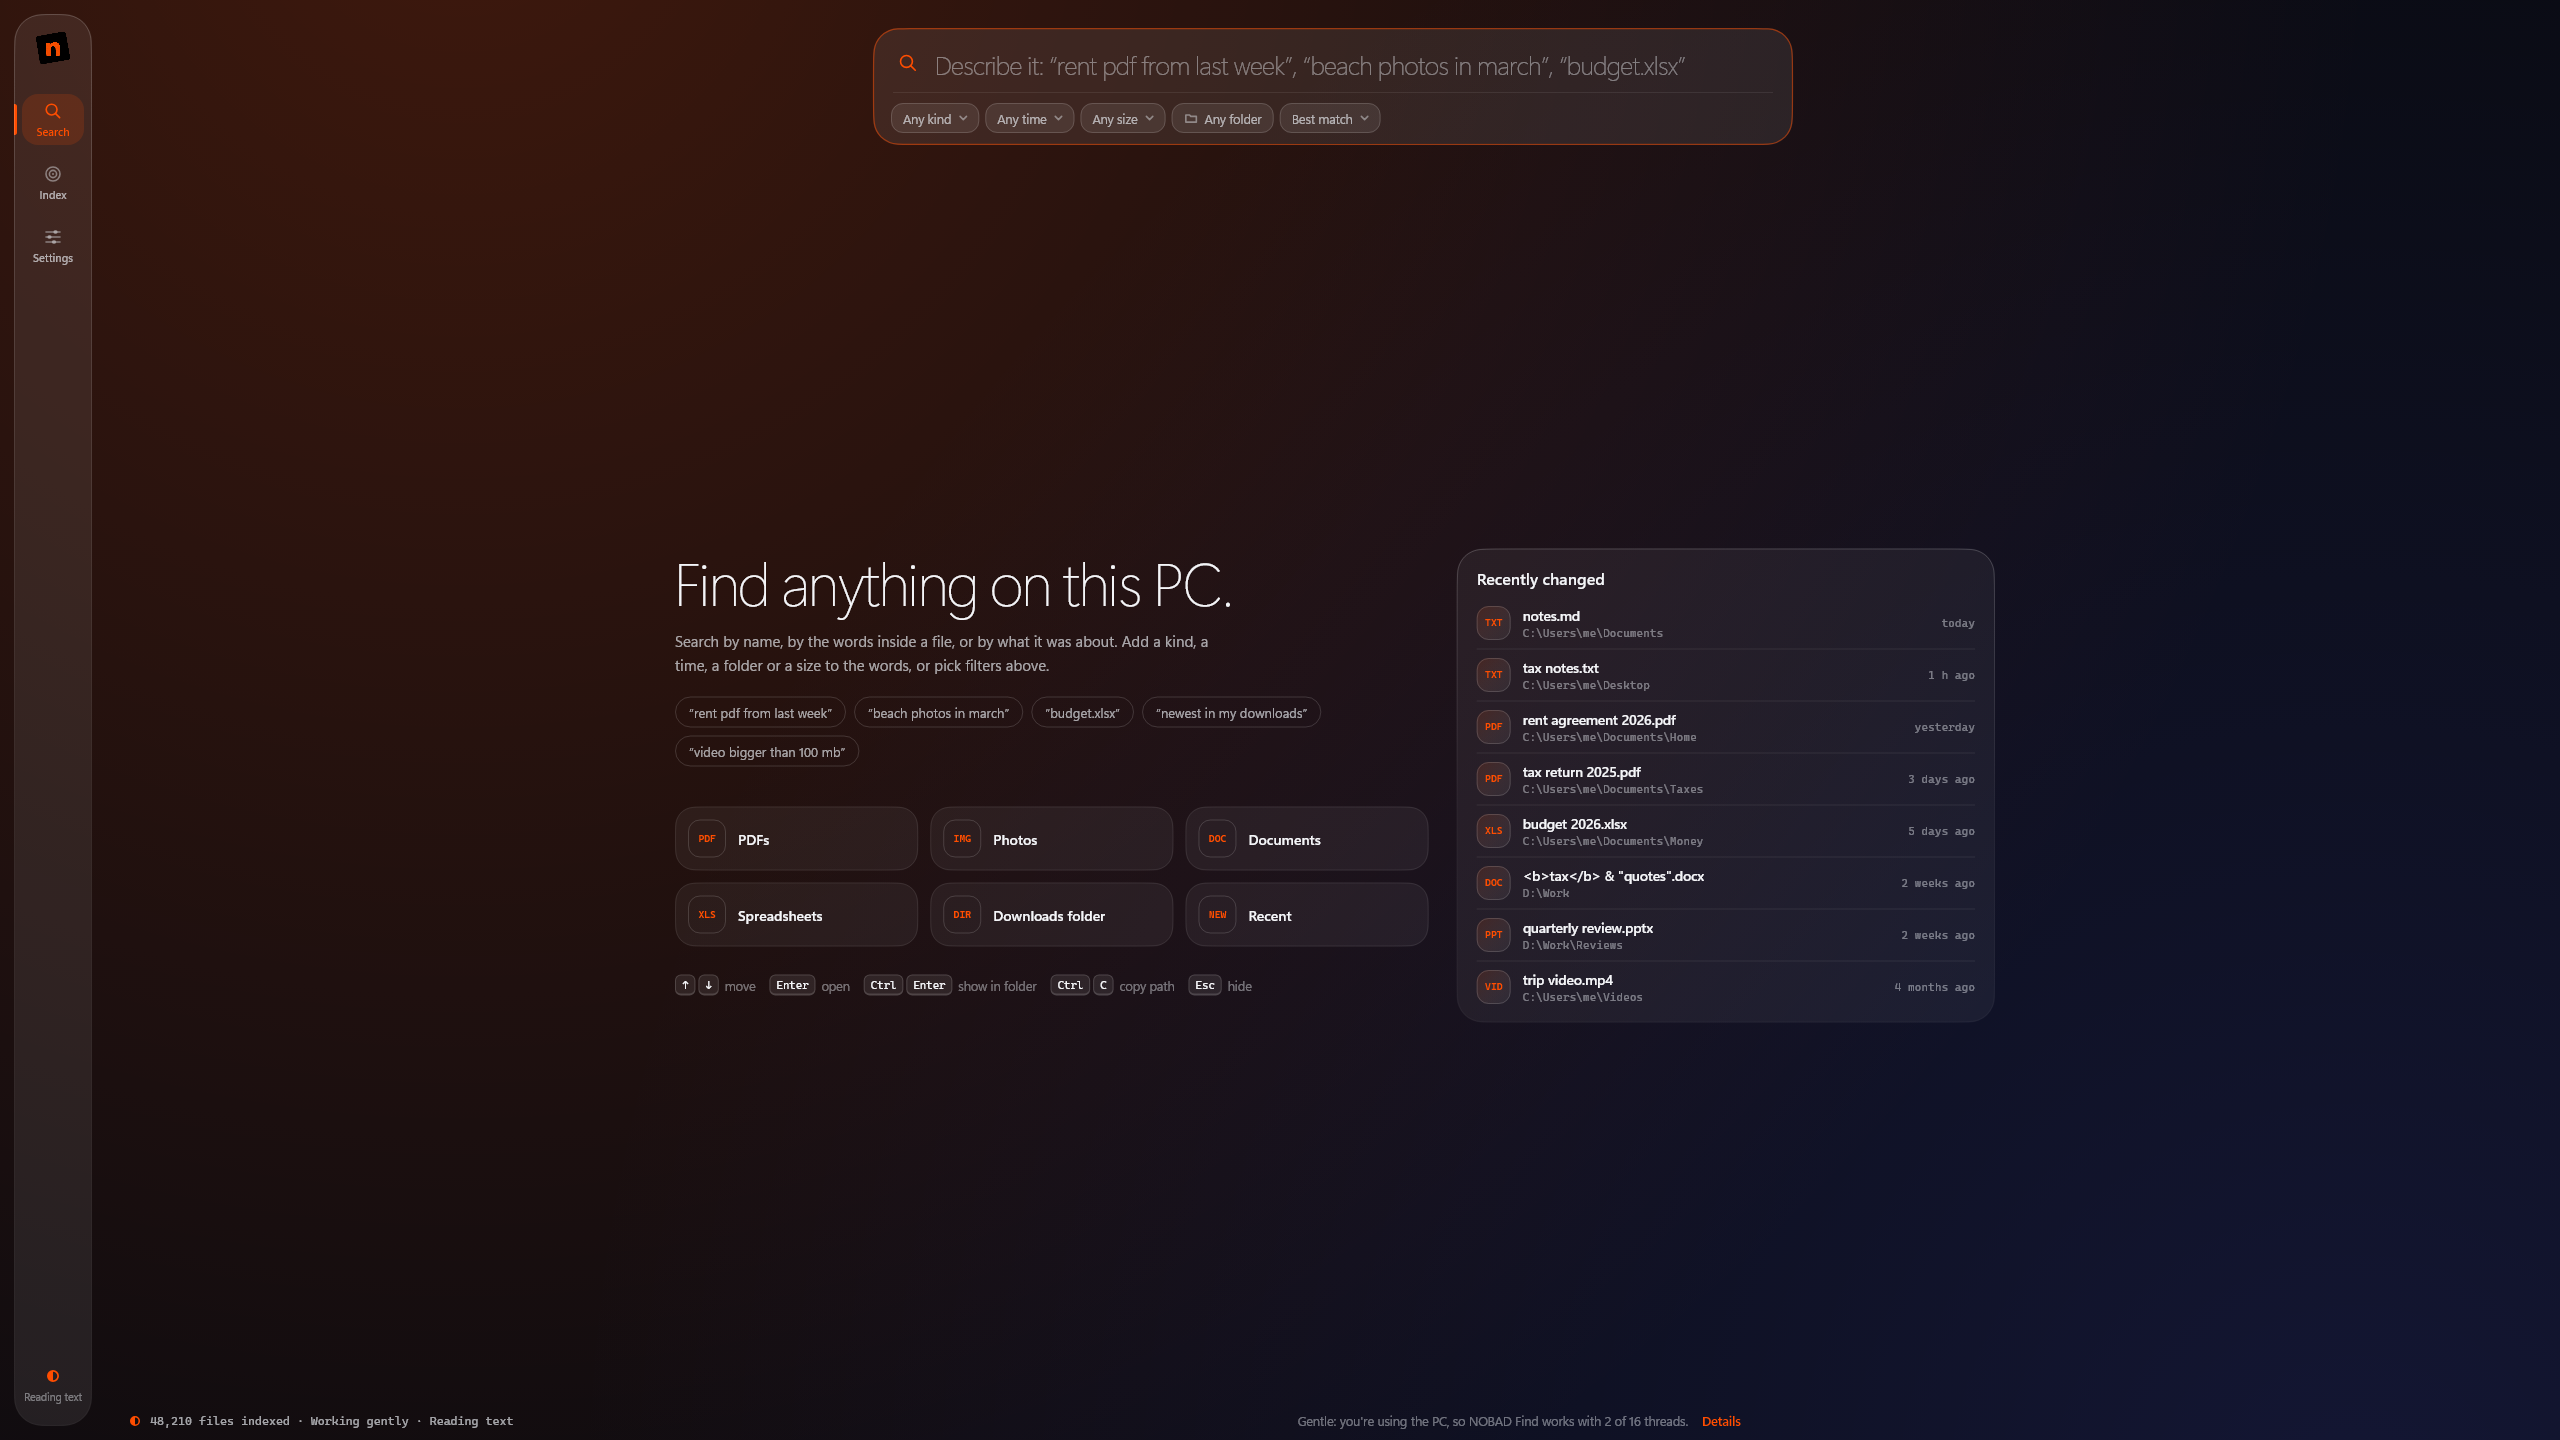 n
Search
Index
Settings
Reading text
Describe it: “rent pdf from last week”, “beach photos in march”, “budget.xlsx”
Any kind
Any time
Any size
Any folder
Best match
Find anything on this PC.
Search by name, by the words inside a file, or by what it was about. Add a kind, a
time, a folder or a size to the words, or pick filters above.
“rent pdf from last week”
“beach photos in march”
“budget.xlsx”
“newest in my downloads”
“video bigger than 100 mb”
PDF PDFs
IMG Photos
DOC Documents
XLS Spreadsheets
DIR Downloads folder
NEW Recent
↑ ↓ move Enter open Ctrl Enter show in folder Ctrl C copy path Esc hide
Recently changed
TXT notes.md today
C:\Users\me\Documents
TXT tax notes.txt 1 h ago
C:\Users\me\Desktop
PDF rent agreement 2026.pdf yesterday
C:\Users\me\Documents\Home
PDF tax return 2025.pdf 3 days ago
C:\Users\me\Documents\Taxes
XLS budget 2026.xlsx 5 days ago
C:\Users\me\Documents\Money
DOC <b>tax</b> & "quotes".docx 2 weeks ago
D:\Work
PPT quarterly review.pptx 2 weeks ago
D:\Work\Reviews
VID trip video.mp4 4 months ago
C:\Users\me\Videos
48,210 files indexed · Working gently · Reading text
Gentle: you're using the PC, so NOBAD Find works with 2 of 16 threads. Details